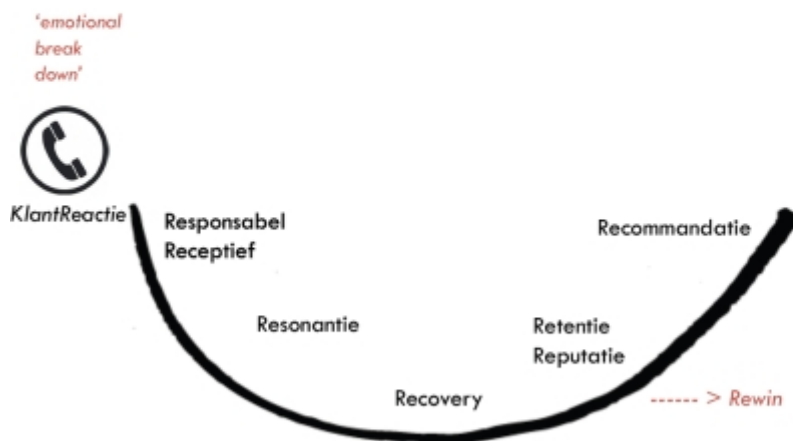 'emotional
break
down'
KlantReactie
Responsabel
Receptief
Recommandatie
Resonantie
Retentie
Reputatie
Recovery
------ > Rewin